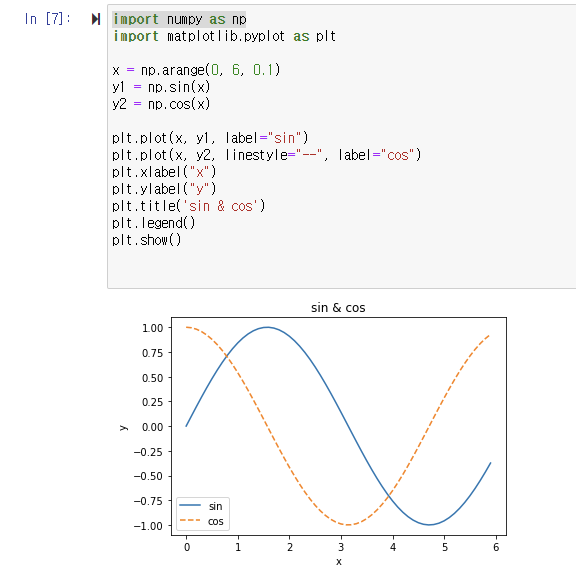 In [7]:
import numpy as np
import matplotlib.pyplot as plt
x = np.arange(0, 6, 0.1)
y1 = np.sin(x)
y2 = np.cos(x)
plt.plot(x, y1, label="sin")
plt.plot(x, y2, linestyle="--", label="cos")
plt.xlabel("x")
plt.ylabel("y")
plt.title('sin & cos')
plt.legend()
plt.show()
sin & cos
1.00
0.75
0.50
0.25
0.00
−0.25
−0.50
−0.75
−1.00
y
sin
cos
0 1 2 3 4 5 6
x